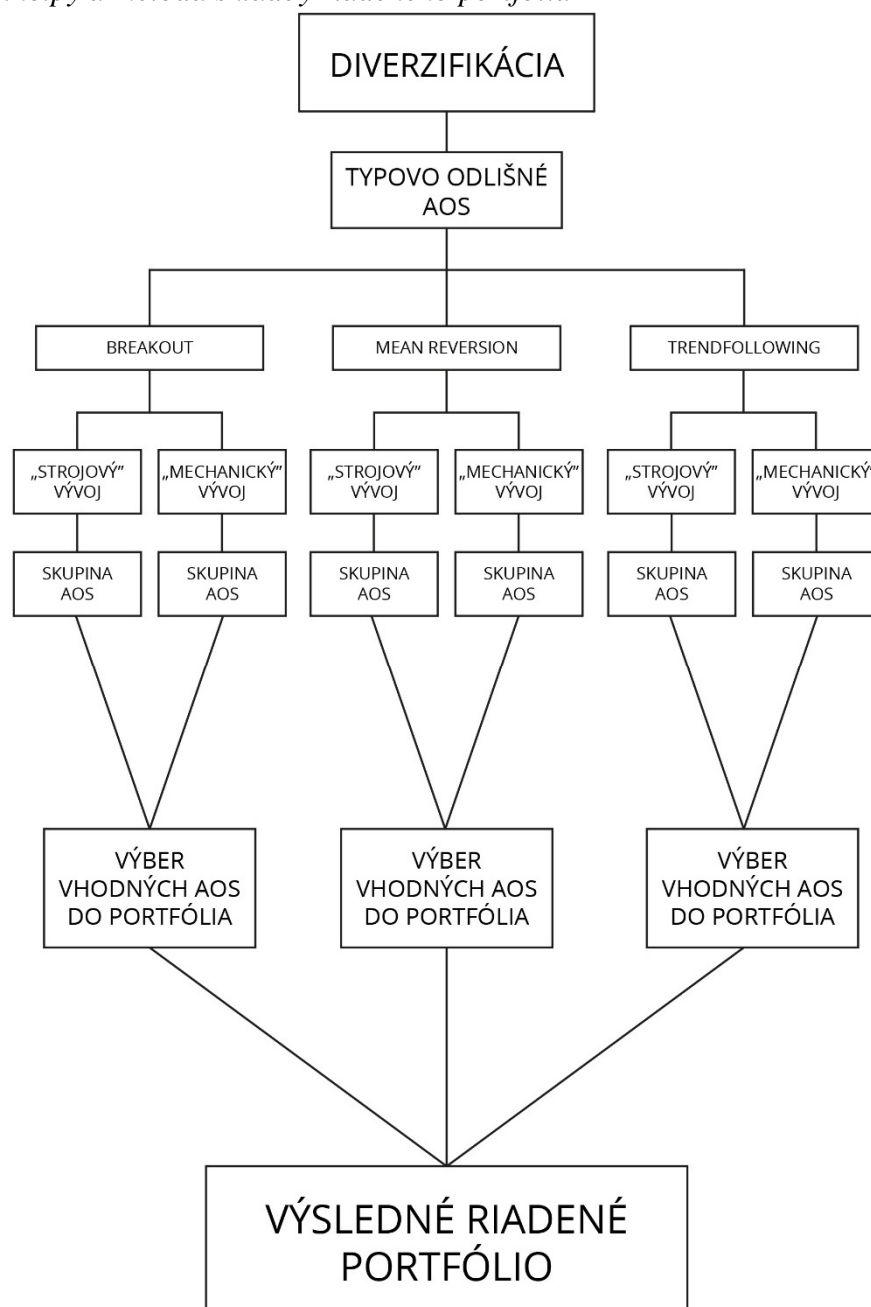 DIVERZIFIKÁCIA
TYPOVO ODLIŠNÉ
AOS
BREAKOUT
MEAN REVERSION
TRENDFOLLOWING
„STROJOVÝ”
VÝVOJ
„MECHANICKÝ”
VÝVOJ
„STROJOVÝ”
VÝVOJ
„MECHANICKÝ”
VÝVOJ
„STROJOVÝ”
VÝVOJ
„MECHANICKÝ”
VÝVOJ
SKUPINA
AOS
SKUPINA
AOS
SKUPINA
AOS
SKUPINA
AOS
SKUPINA
AOS
SKUPINA
AOS
VÝBER
VHODNÝCH AOS
DO PORTFÓLIA
VÝBER
VHODNÝCH AOS
DO PORTFÓLIA
VÝBER
VHODNÝCH AOS
DO PORTFÓLIA
VÝSLEDNÉ RIADENÉ
PORTFÓLIO